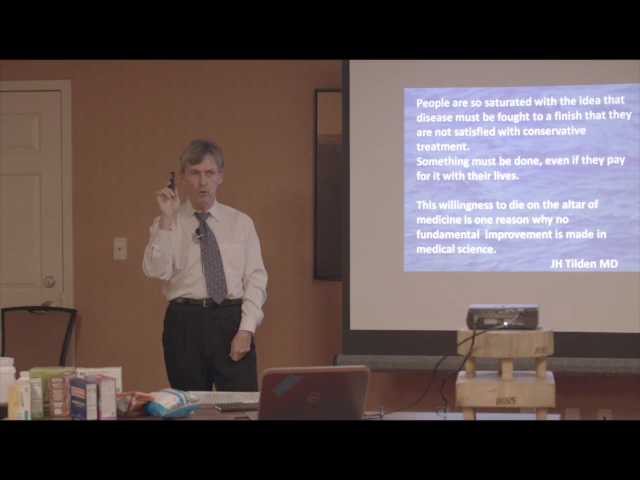 People are so saturated with the idea that
disease must be fought to a finish that they
are not satisfied with conservative
treatment.
Something must be done, even if they pay
for it with their lives.
This willingness to die on the altar of
medicine is one reason why no
fundamental improvement is made in
medical science.
JH Tilden MD